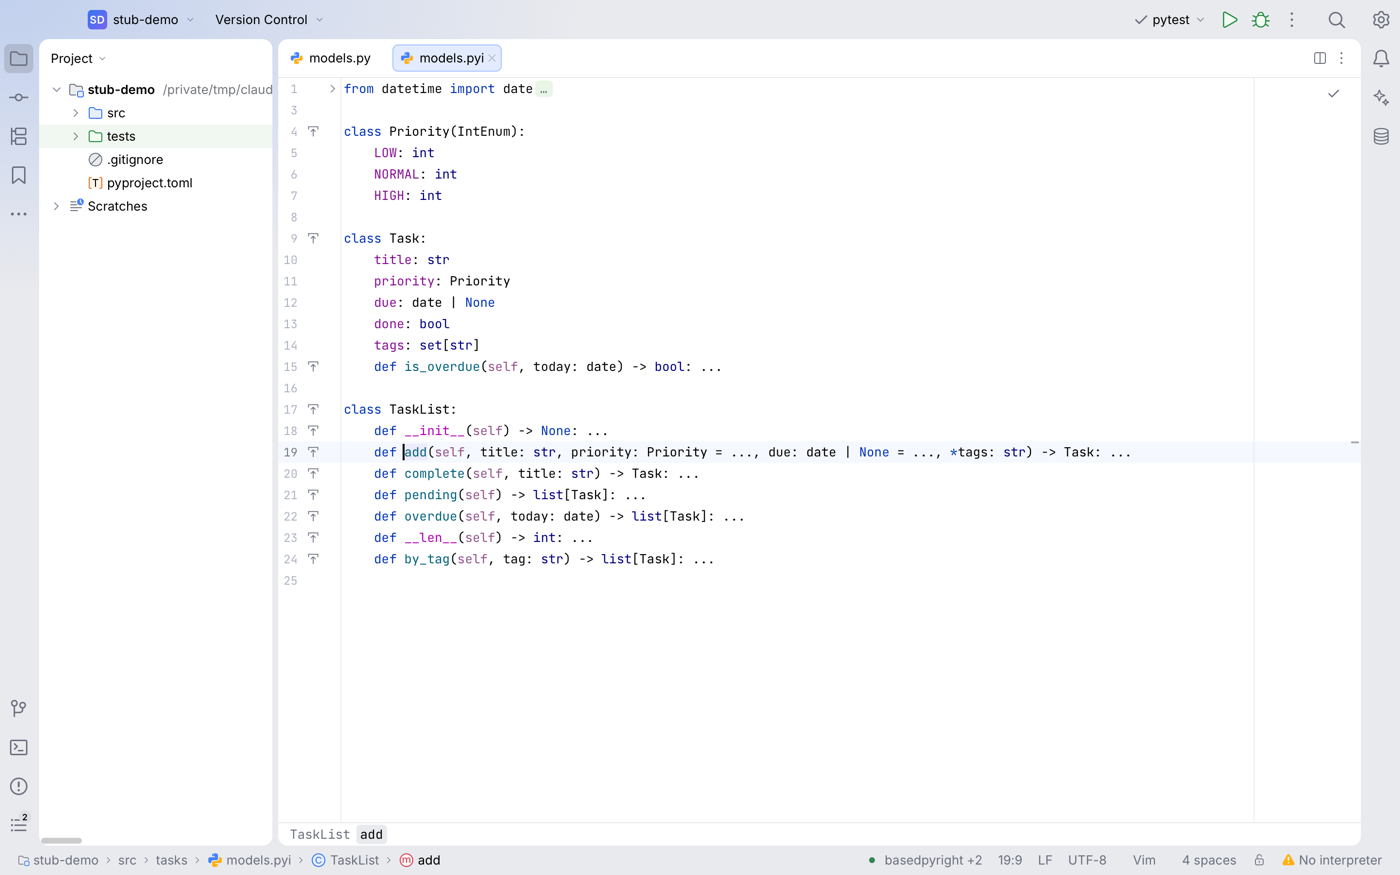 SD stub-demo Version Control pytest
Project
models.py models.pyi
stub-demo /private/tmp/claud
src
tests
.gitignore
[T] pyproject.toml
Scratches
1 from datetime import date...
3
4 class Priority(IntEnum):
5 LOW: int
6 NORMAL: int
7 HIGH: int
8
9 class Task:
10 title: str
11 priority: Priority
12 due: date | None
13 done: bool
14 tags: set[str]
15 def is_overdue(self, today: date) -> bool: ...
16
17 class TaskList:
18 def __init__(self) -> None: ...
19 def add(self, title: str, priority: Priority = ..., due: date | None = ..., *tags: str) -> Task: ...
20 def complete(self, title: str) -> Task: ...
21 def pending(self) -> list[Task]: ...
22 def overdue(self, today: date) -> list[Task]: ...
23 def __len__(self) -> int: ...
24 def by_tag(self, tag: str) -> list[Task]: ...
25
2
TaskList add
stub-demo > src > tasks > models.pyi > C TaskList > m add
basedpyright +2 19:9 LF UTF-8 Vim 4 spaces No interpreter